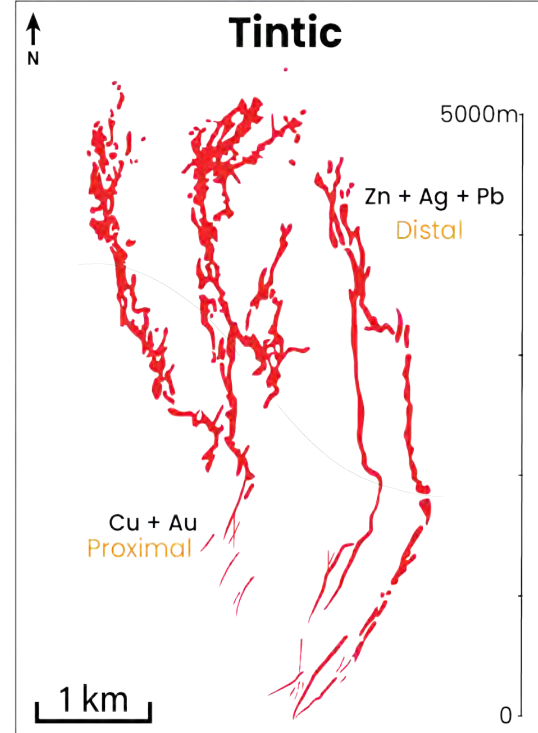 Tintic
N
5000m
Zn + Ag + Pb
Distal
Cu + Au
Proximal
1 km
0